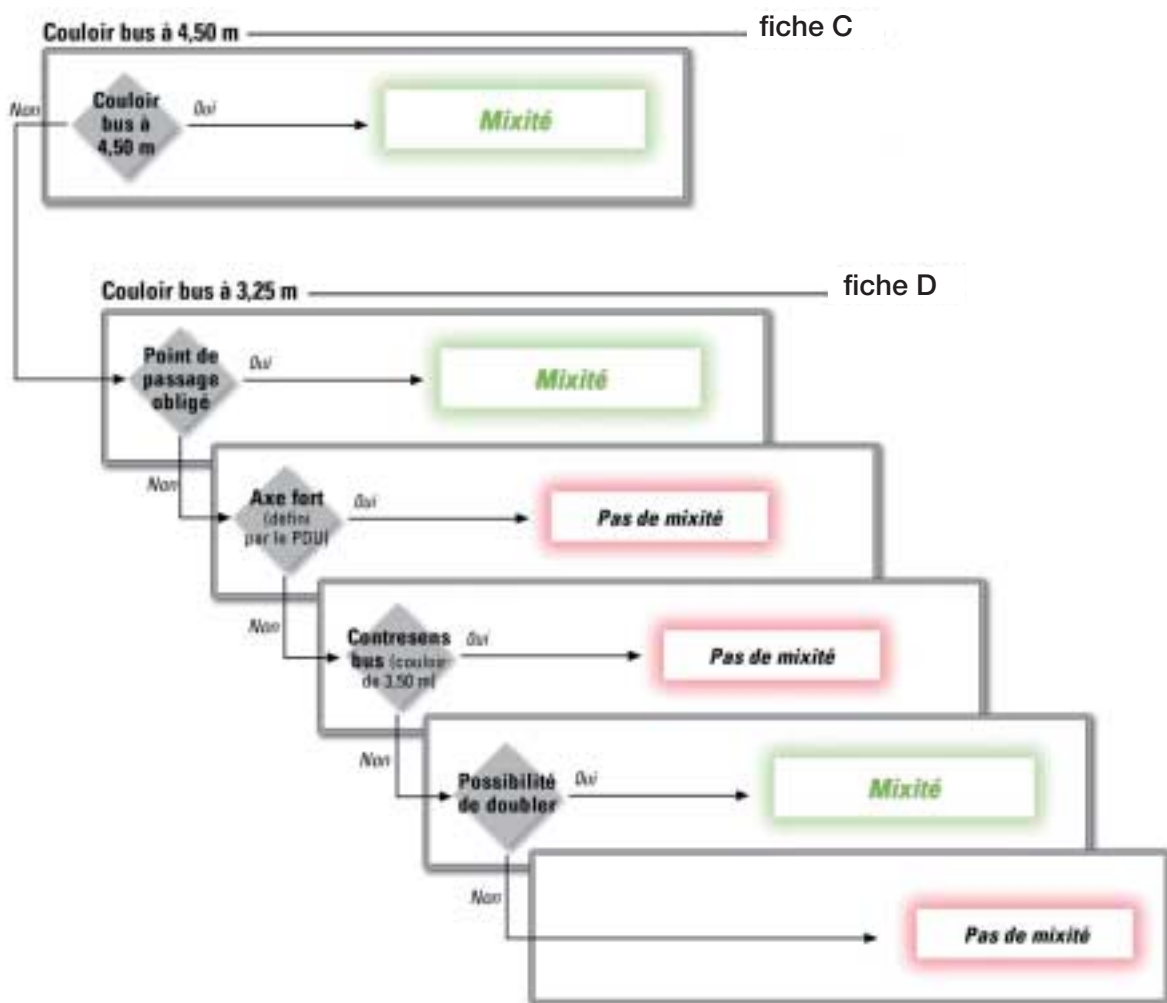 Couloir bus à 4,50 m
fiche C
Non
Couloir
bus à
4,50 m
Oui
Mixité
Couloir bus à 3,25 m
fiche D
Point de
passage
obligé
Oui
Mixité
Non
Axe fort
(défini
par le PDU)
Oui
Pas de mixité
Non
Contresens
bus (couloir
de 3,50 m)
Oui
Pas de mixité
Non
Possibilité
de doubler
Oui
Mixité
Non
Pas de mixité